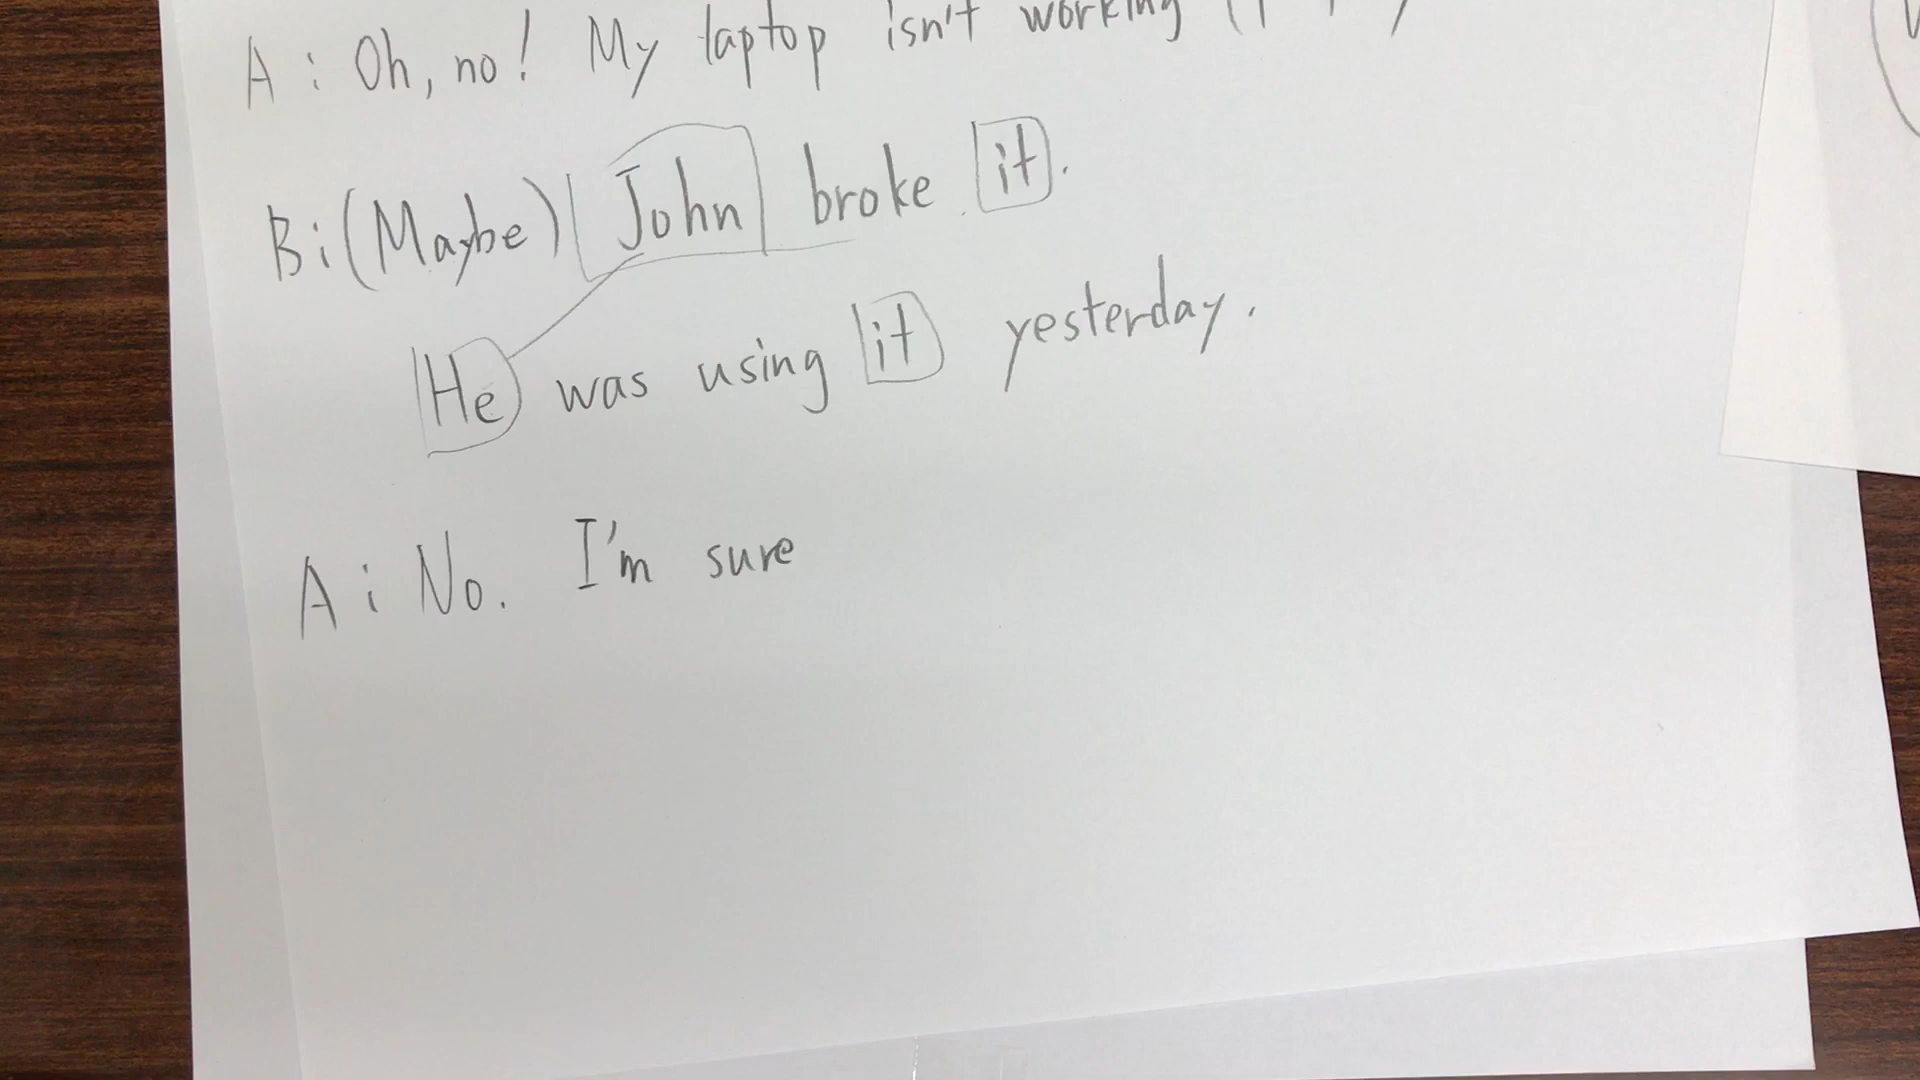 A: Oh, no! My laptop isn't working
B: (Maybe) John broke it.
He was using it yesterday.
A: No. I'm sure